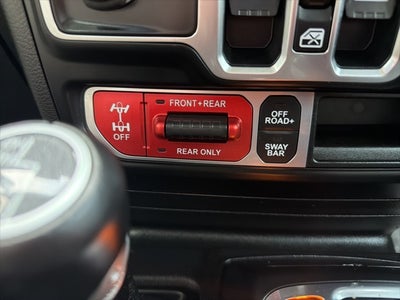 FRONT+REAR
OFF
REAR ONLY
OFF
ROAD+
SWAY
BAR